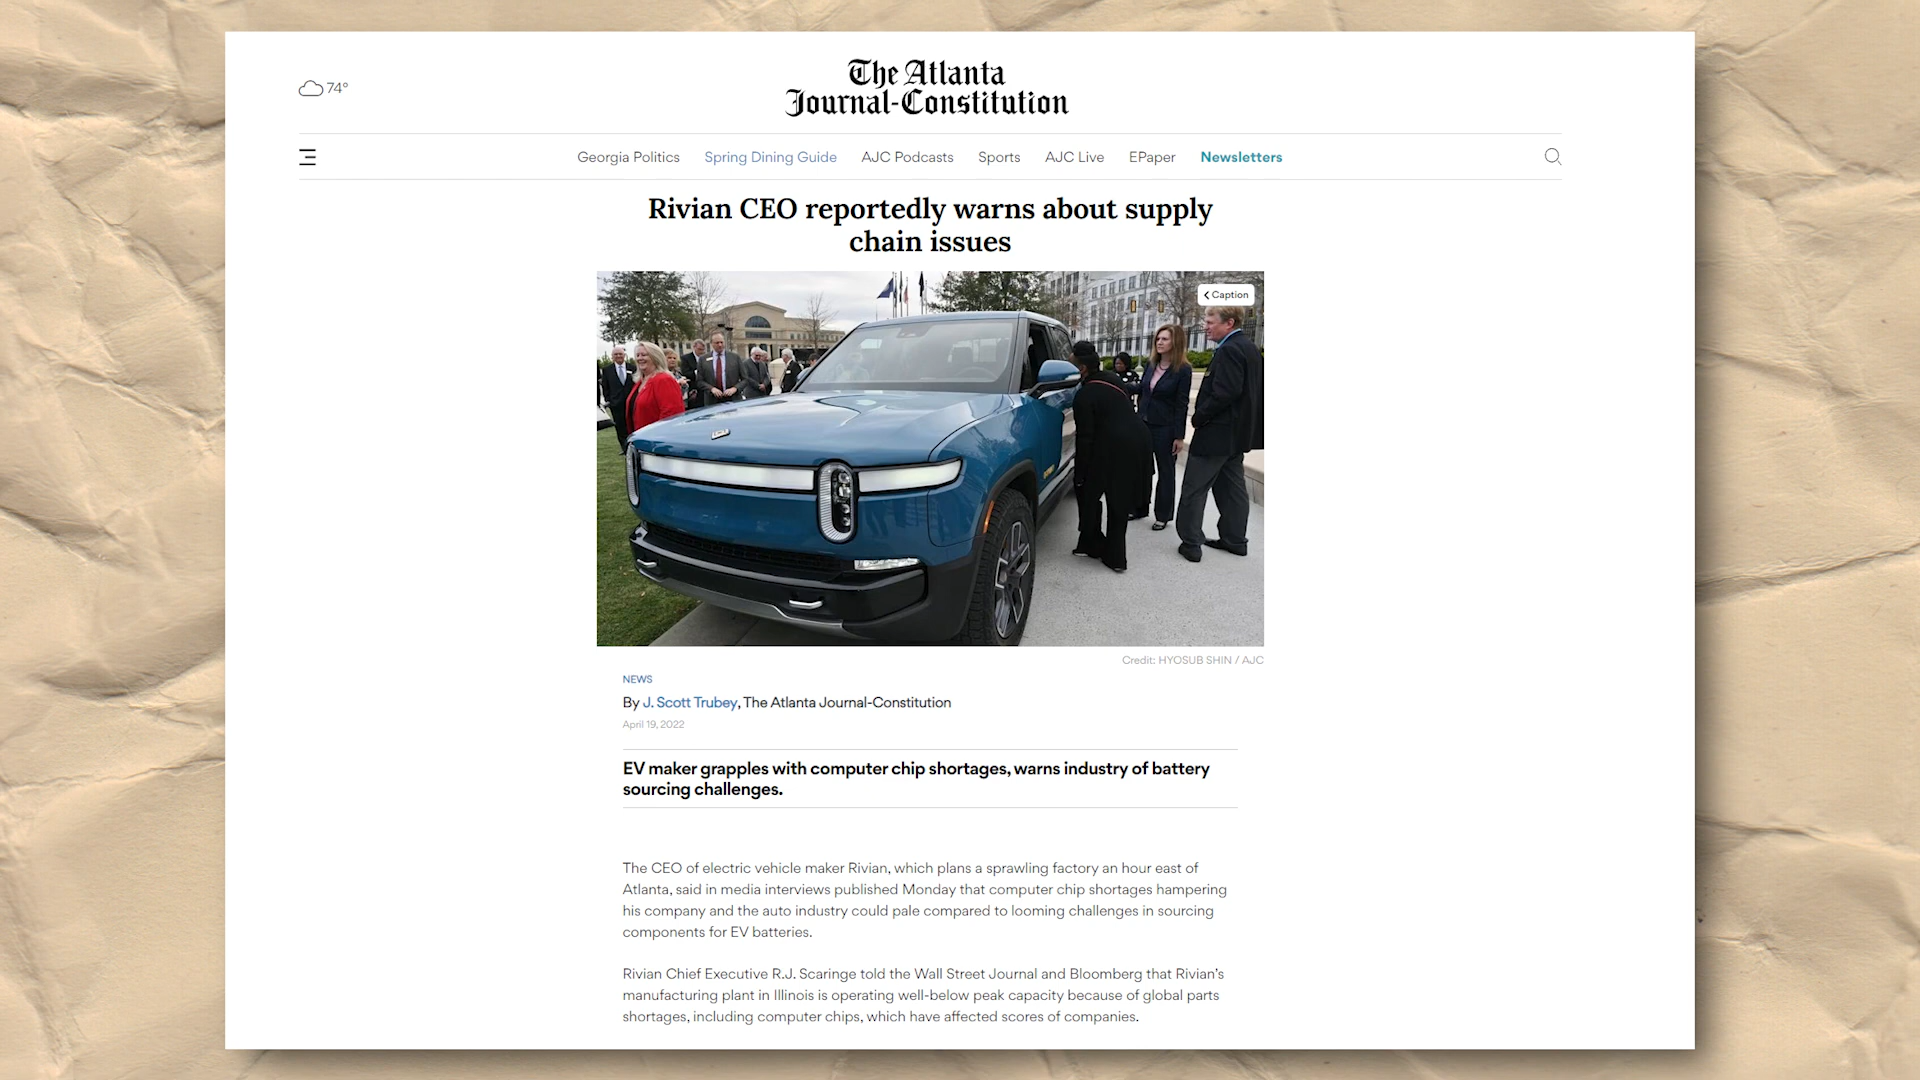 74°
The Atlanta
Journal-Constitution
Georgia Politics Spring Dining Guide AJC Podcasts Sports AJC Live EPaper Newsletters
Rivian CEO reportedly warns about supply
chain issues
Caption
Credit: HYOSUB SHIN / AJC
NEWS
By J. Scott Trubey, The Atlanta Journal-Constitution
April 19, 2022
EV maker grapples with computer chip shortages, warns industry of battery
sourcing challenges.
The CEO of electric vehicle maker Rivian, which plans a sprawling factory an hour east of
Atlanta, said in media interviews published Monday that computer chip shortages hampering
his company and the auto industry could pale compared to looming challenges in sourcing
components for EV batteries.
Rivian Chief Executive R.J. Scaringe told the Wall Street Journal and Bloomberg that Rivian’s
manufacturing plant in Illinois is operating well-below peak capacity because of global parts
shortages, including computer chips, which have affected scores of companies.